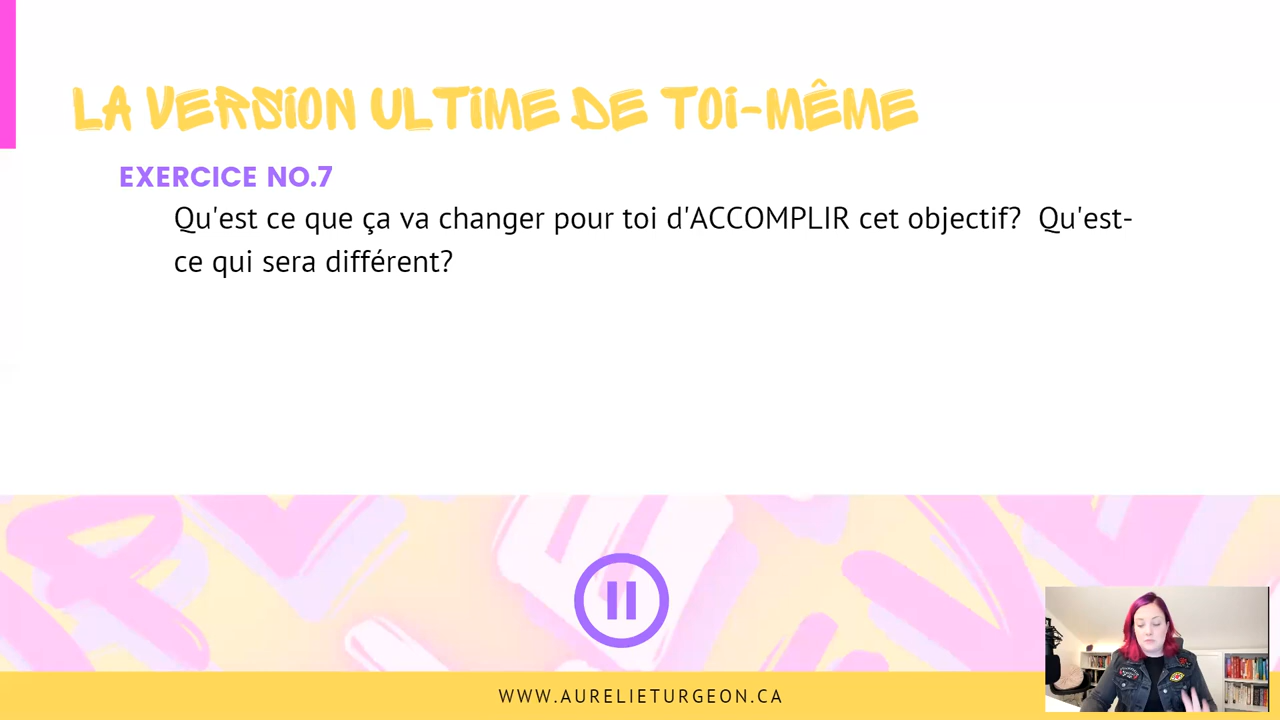 LA VERSION ULTIME DE TOI-MÊME
EXERCICE NO.7
Qu'est ce que ça va changer pour toi d'ACCOMPLIR cet objectif?  Qu'est-
ce qui sera différent?
WWW.AURELIETURGEON.CA